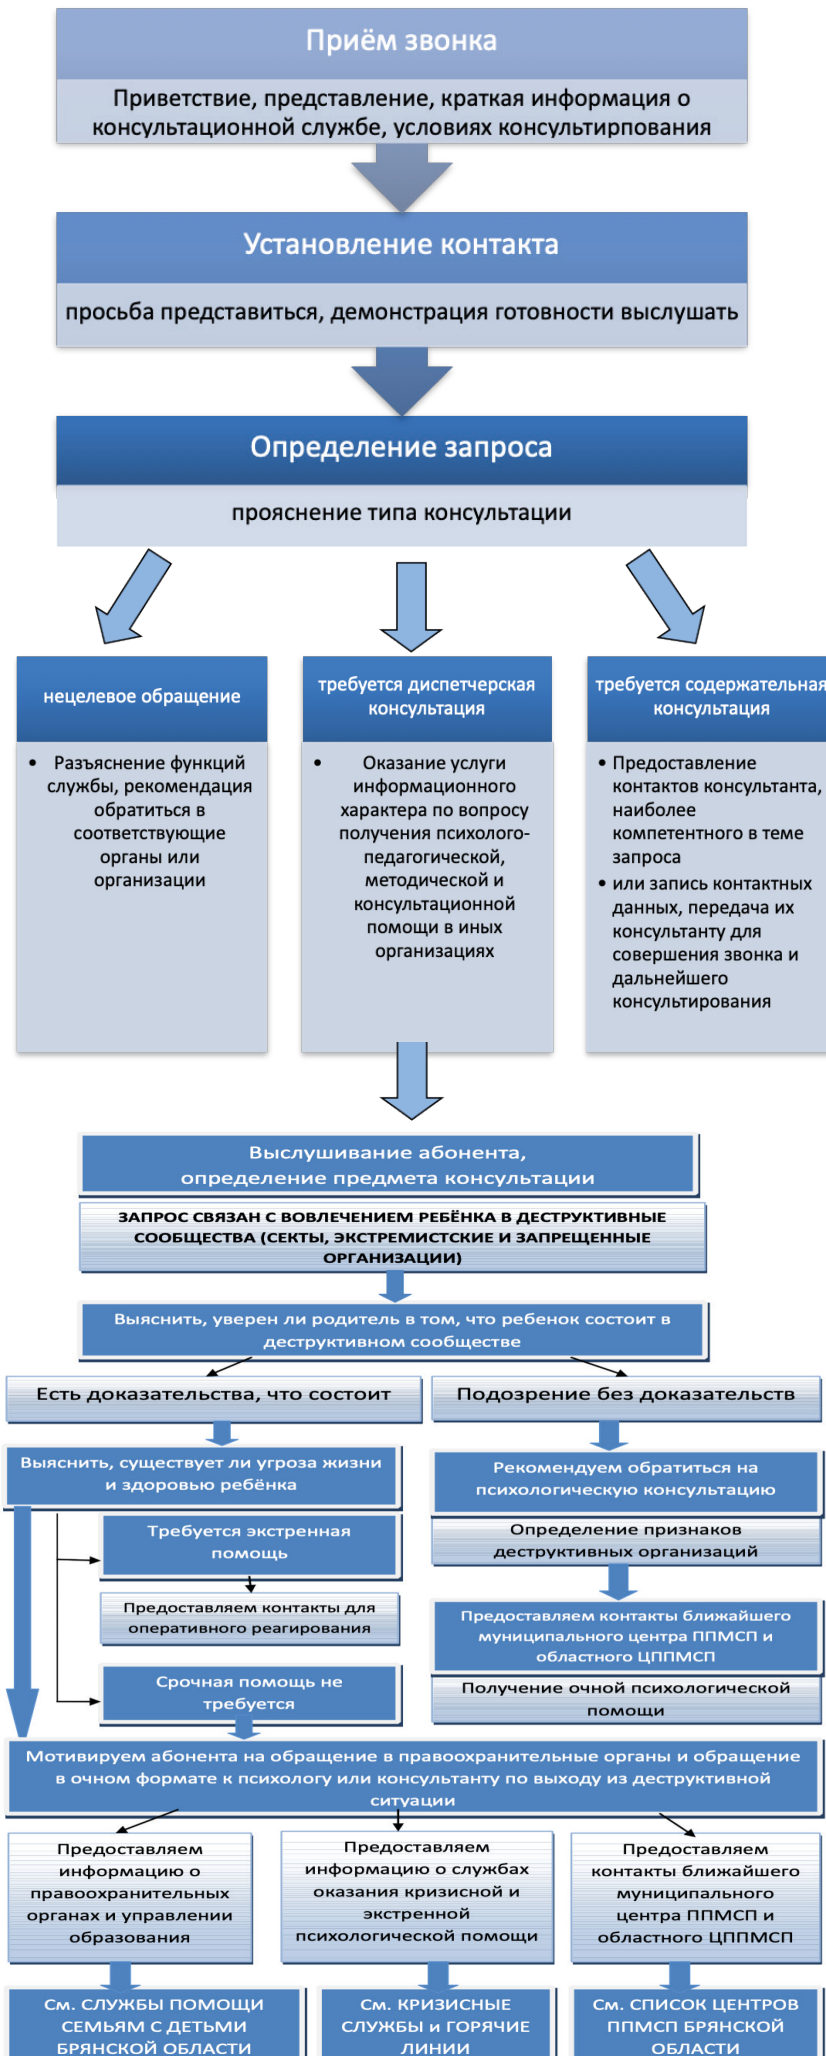 Приём звонка
Приветствие, представление, краткая информация о
консультационной службе, условиях консультирпования
Установление контакта
просьба представиться, демонстрация готовности выслушать
Определение запроса
прояснение типа консультации
нецелевое обращение
• Разъяснение функций
службы, рекомендация
обратиться в
соответствующие
органы или
организации
требуется диспетчерская
консультация
• Оказание услуги
информационного
характера по вопросу
получения психолого-
педагогической,
методической и
консультационной
помощи в иных
организациях
требуется содержательная
консультация
• Предоставление
контактов консультанта,
наиболее
компетентного в теме
запроса
• или запись контактных
данных, передача их
консультанту для
совершения звонка и
дальнейшего
консультирования
Выслушивание абонента,
определение предмета консультации
ЗАПРОС СВЯЗАН С ВОВЛЕЧЕНИЕМ РЕБЁНКА В ДЕСТРУКТИВНЫЕ
СООБЩЕСТВА (СЕКТЫ, ЭКСТРЕМИСТСКИЕ И ЗАПРЕЩЕННЫЕ
ОРГАНИЗАЦИИ)
Выяснить, уверен ли родитель в том, что ребенок состоит в
деструктивном сообществе
Есть доказательства, что состоит
Подозрение без доказательств
Выяснить, существует ли угроза жизни
и здоровью ребёнка
Требуется экстренная
помощь
Предоставляем контакты для
оперативного реагирования
Срочная помощь не
требуется
Рекомендуем обратиться на
психологическую консультацию
Определение признаков
деструктивных организаций
Предоставляем контакты ближайшего
муниципального центра ППМСП и
областного ЦППМСП
Получение очной психологической
помощи
Мотивируем абонента на обращение в правоохранительные органы и обращение
в очном формате к психологу или консультанту по выходу из деструктивной
ситуации
Предоставляем
информацию о
правоохранительных
органах и управлении
образования
Предоставляем
информацию о службах
оказания кризисной и
экстренной
психологической помощи
Предоставляем
контакты ближайшего
муниципального
центра ППМСП и
областного ЦППМСП
См. СЛУЖБЫ ПОМОЩИ
СЕМЬЯМ С ДЕТЬМИ
БРЯНСКОЙ ОБЛАСТИ
См. КРИЗИСНЫЕ
СЛУЖБЫ и ГОРЯЧИЕ
ЛИНИИ
См. СПИСОК ЦЕНТРОВ
ППМСП БРЯНСКОЙ
ОБЛАСТИ